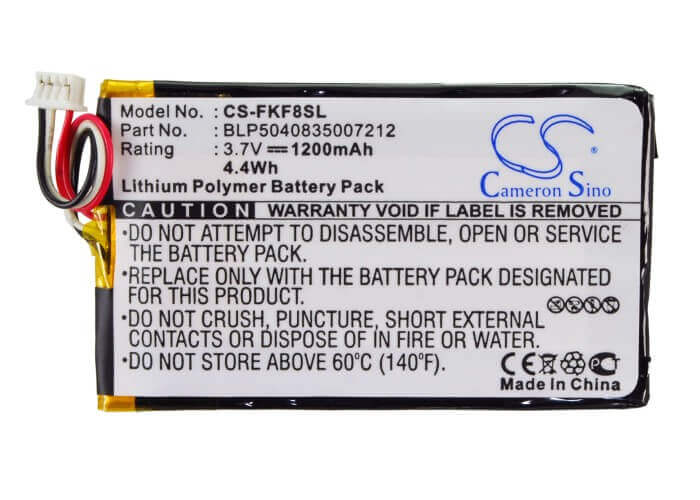 Model No. : CS-FKF8SL
Part No. : BLP5040835007212
Rating : 3.7V ⎓ 1200mAh
4.4Wh
Lithium Polymer Battery Pack
CS
Cameron Sino
CAUTION WARRANTY VOID IF LABEL IS REMOVED
•DO NOT ATTEMPT TO DISASSEMBLE, OPEN OR SERVICE
THE BATTERY PACK.
•REPLACE ONLY WITH THE BATTERY PACK DESIGNATED
FOR THIS PRODUCT.
•DO NOT CRUSH, PUNCTURE, SHORT EXTERNAL
CONTACTS OR DISPOSE OF IN FIRE OR WATER.
•DO NOT STORE ABOVE 60°C (140°F).
CE
Made In China